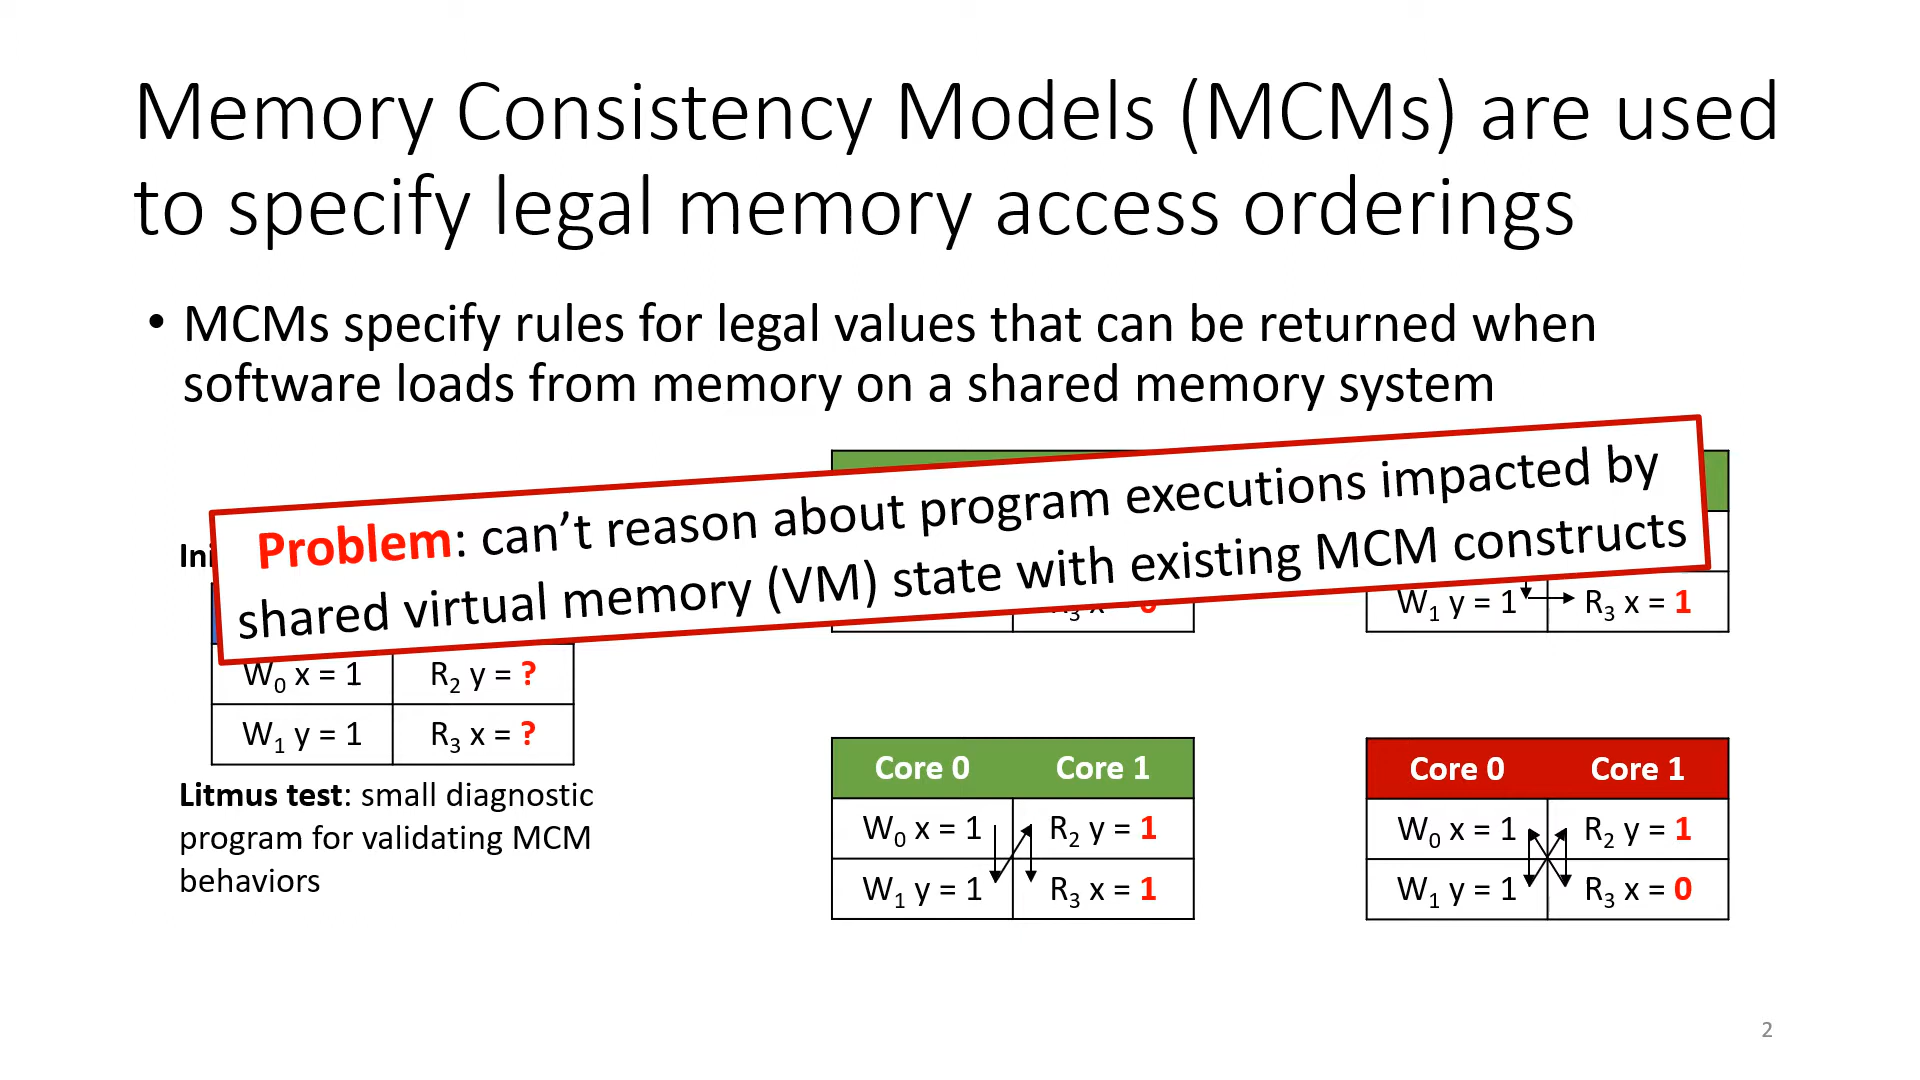 Memory Consistency Models (MCMs) are used
to specify legal memory access orderings
• MCMs specify rules for legal values that can be returned when
software loads from memory on a shared memory system
Problem: can’t reason about program executions impacted by
shared virtual memory (VM) state with existing MCM constructs
W1 y = 1 R3 x = 1
W0 x = 1 R2 y = ?
W1 y = 1 R3 x = ?
Litmus test: small diagnostic
program for validating MCM
behaviors
Core 0 Core 1
W0 x = 1 R2 y = 1
W1 y = 1 R3 x = 1
Core 0 Core 1
W0 x = 1 R2 y = 1
W1 y = 1 R3 x = 0
2